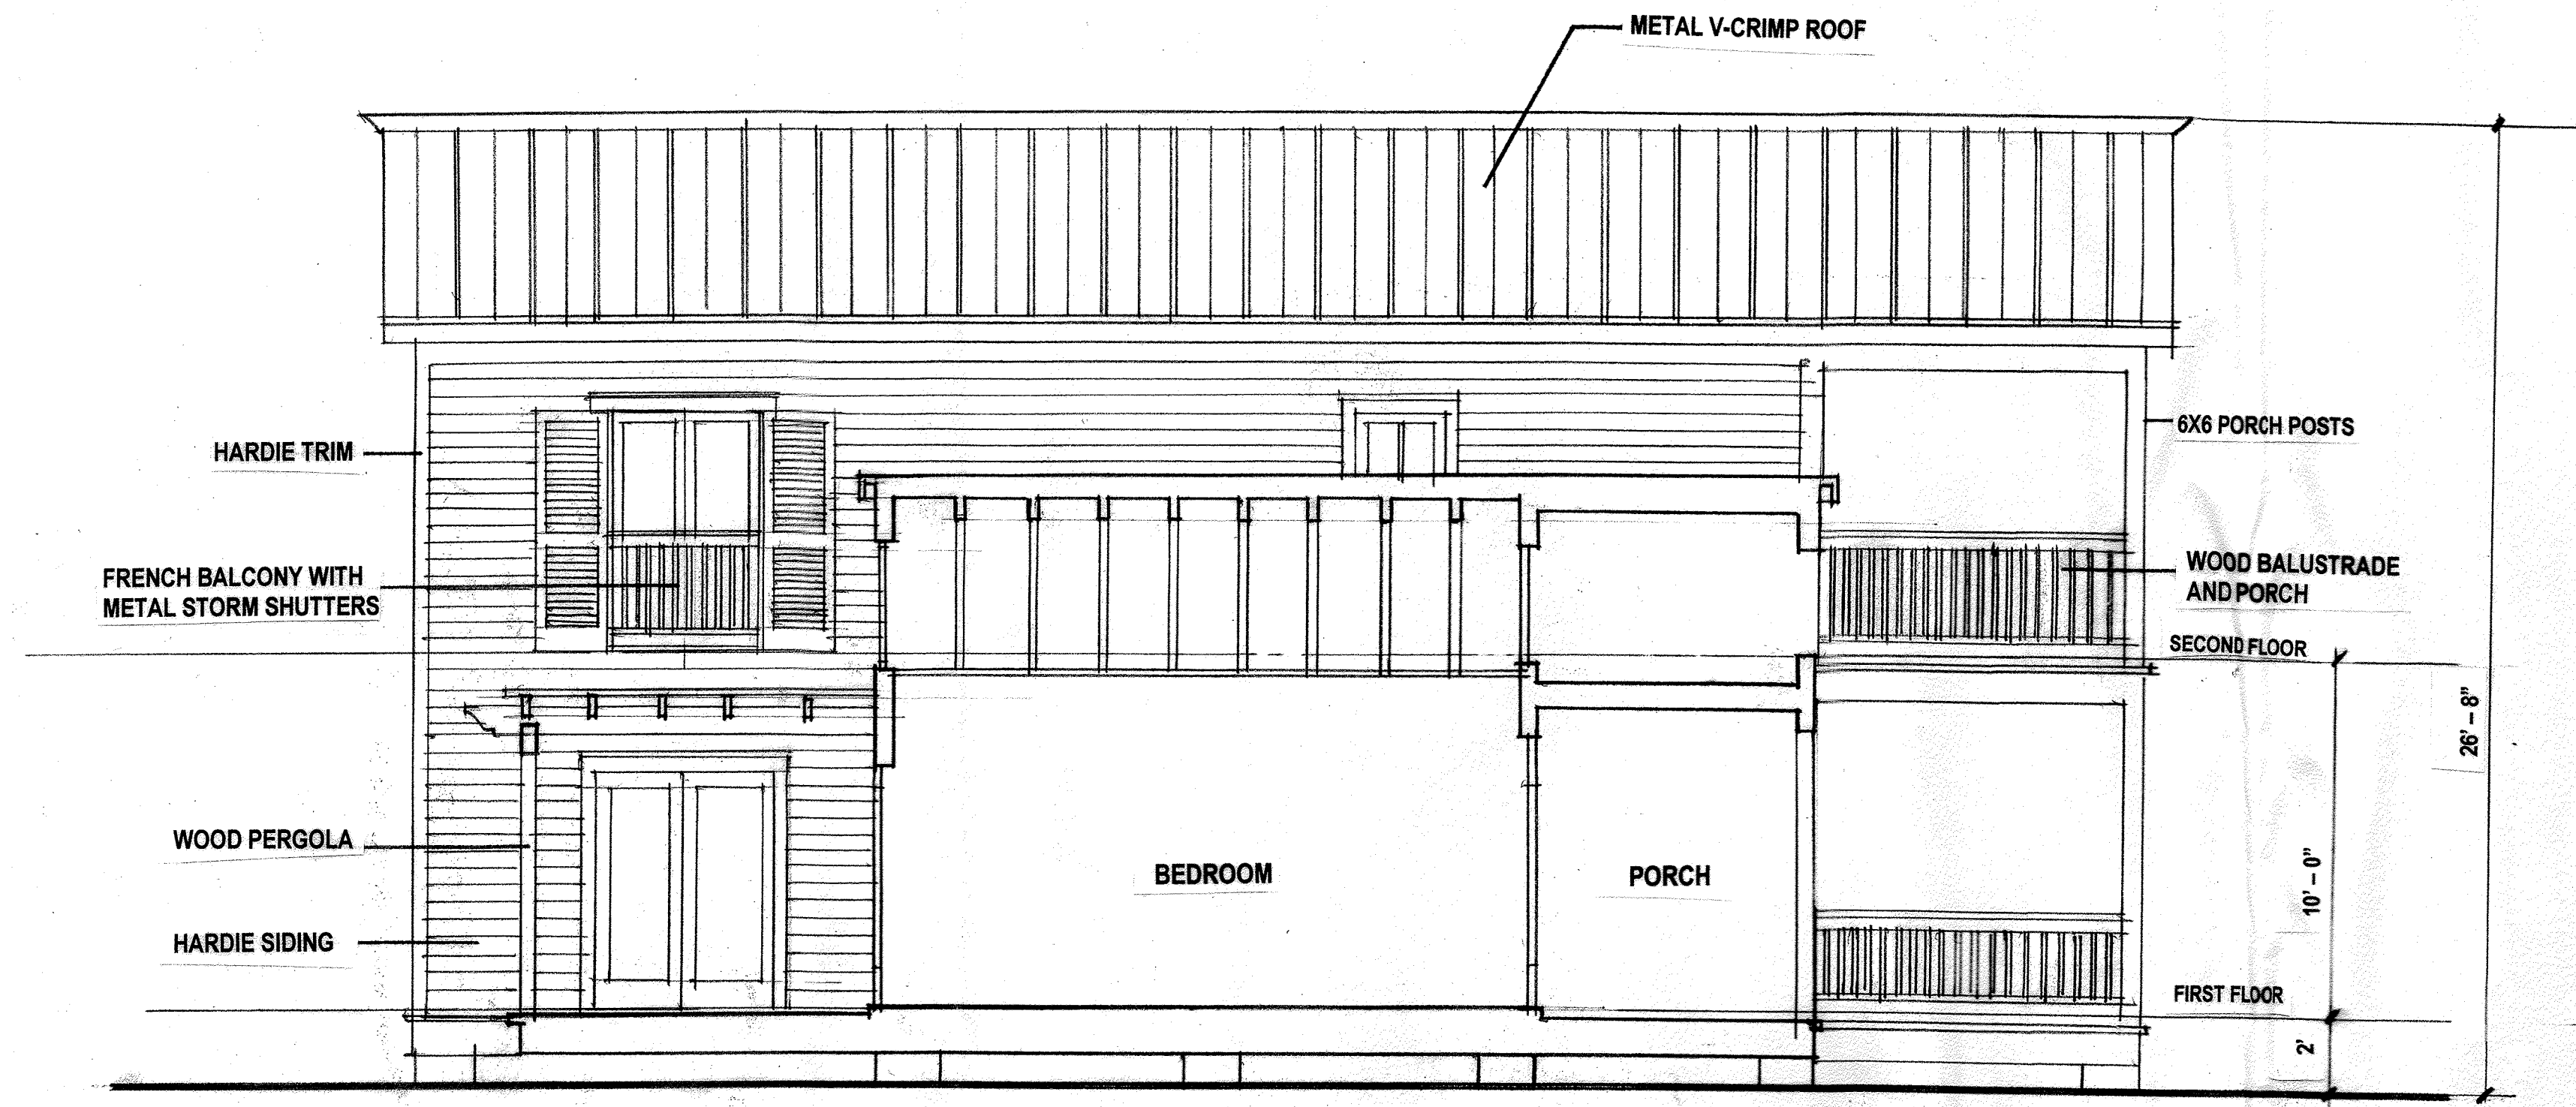 METAL V-CRIMP ROOF
HARDIE TRIM
6X6 PORCH POSTS
FRENCH BALCONY WITH
METAL STORM SHUTTERS
WOOD BALUSTRADE
AND PORCH
SECOND FLOOR
26' – 8"
WOOD PERGOLA
BEDROOM
PORCH
10' – 0"
HARDIE SIDING
FIRST FLOOR
2'